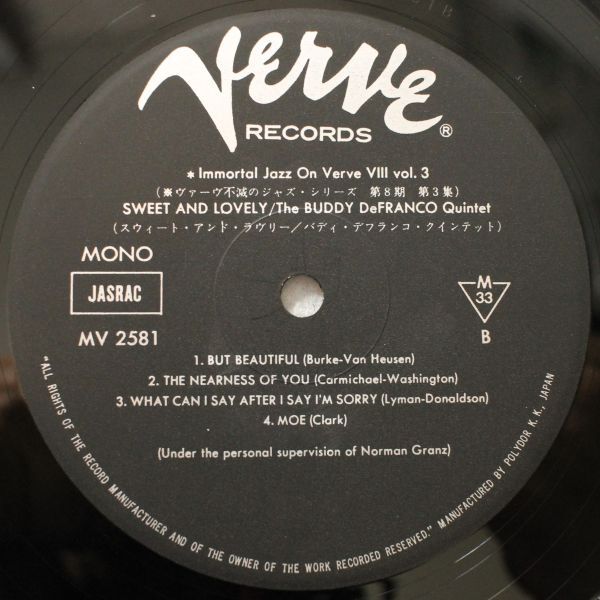 Verve
RECORDS ®
* Immortal Jazz On Verve VIII vol. 3
(※ヴァーヴ不滅のジャズ・シリーズ 第8期 第3集)
SWEET AND LOVELY/The BUDDY DeFRANCO Quintet
(スウィート・アンド・ラヴリー/バディ・デフランコ・クインテット)
MONO
JASRAC
MV 2581
M
33
B
1. BUT BEAUTIFUL (Burke-Van Heusen)
2. THE NEARNESS OF YOU (Carmichael-Washington)
3. WHAT CAN I SAY AFTER I SAY I'M SORRY (Lyman-Donaldson)
4. MOE (Clark)
(Under the personal supervision of Norman Granz)
"ALL RIGHTS OF THE RECORD MANUFACTURER AND OF THE OWNER OF THE WORK RECORDED RESERVED." MANUFACTURED BY POLYDOR K. K., JAPAN